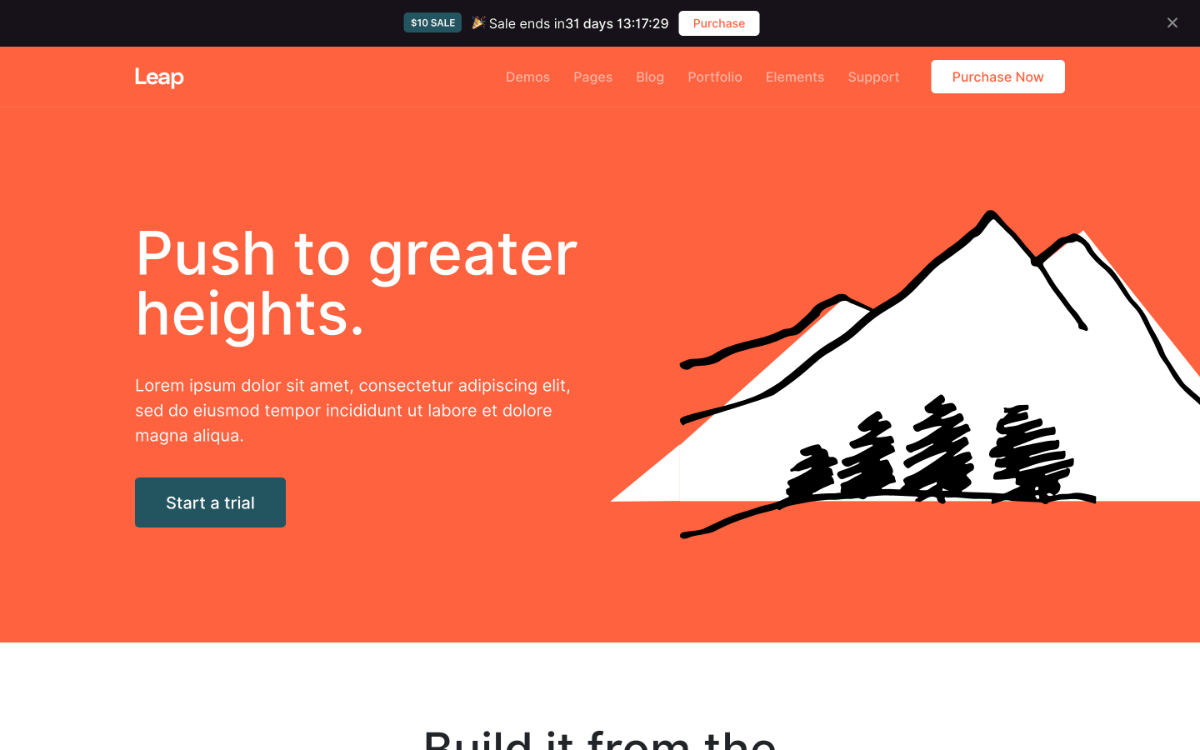 $10 SALE 🎉 Sale ends in31 days 13:17:29 Purchase
Leap Demos Pages Blog Portfolio Elements Support Purchase Now
Push to greater
heights.
Lorem ipsum dolor sit amet, consectetur adipiscing elit,
sed do eiusmod tempor incididunt ut labore et dolore
magna aliqua.
Start a trial
Build it from the